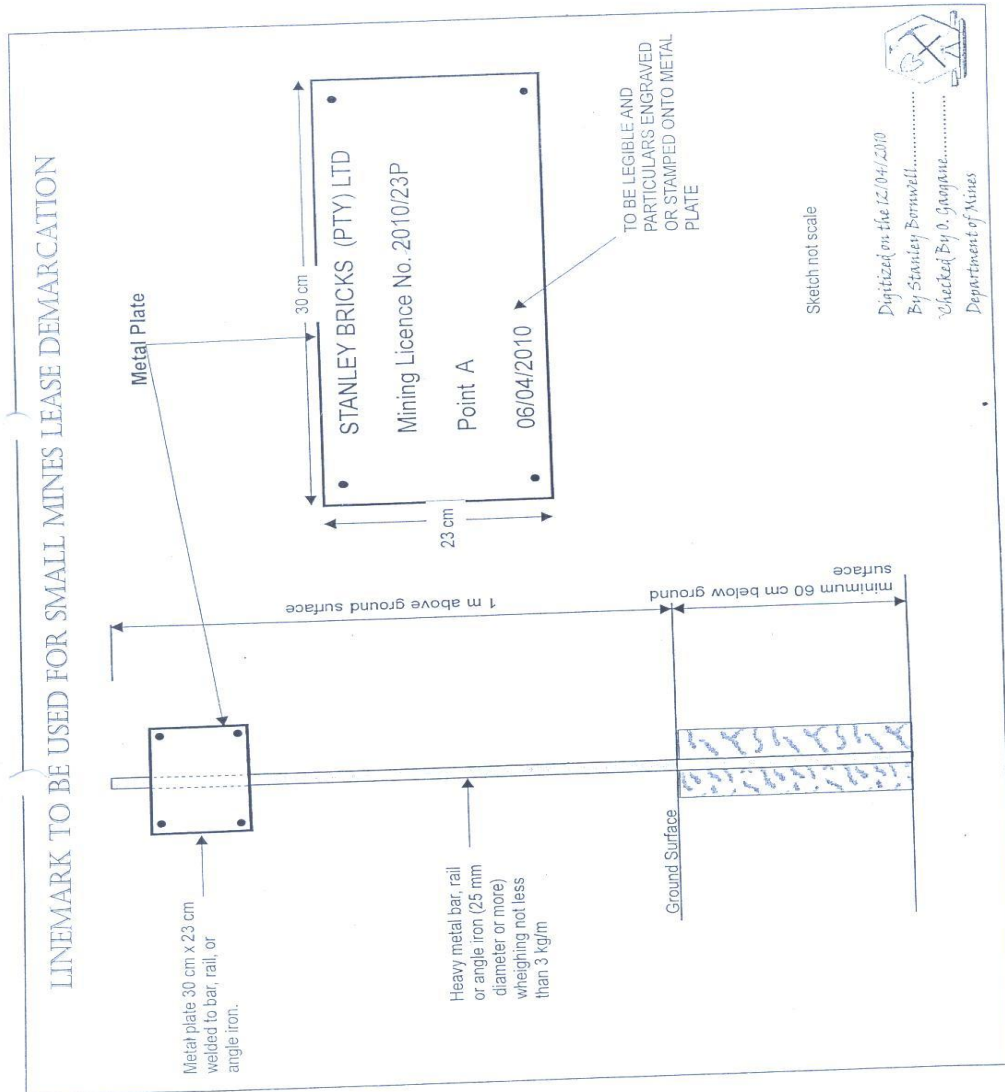 LINEMARK TO BE USED FOR SMALL MINES LEASE DEMARCATION
Metal Plate
Metal plate 30 cm x 23 cm
welded to bar, rail, or
angle iron.
Heavy metal bar, rail
or angle iron (25 mm
diameter or more)
wheighing not less
than 3 kg/m
Ground Surface
1 m above ground surface
minimum 60 cm below ground
surface
30 cm
23 cm
STANLEY BRICKS (PTY) LTD
Mining Licence No. 2010/23P
Point A
06/04/2010
TO BE LEGIBLE AND
PARTICULARS ENGRAVED
OR STAMPED ONTO METAL
PLATE
Sketch not scale
Digitized on the 12/04/2010
By Stanley Bornwell................
Checked By O. Gaogane................
Department of Mines